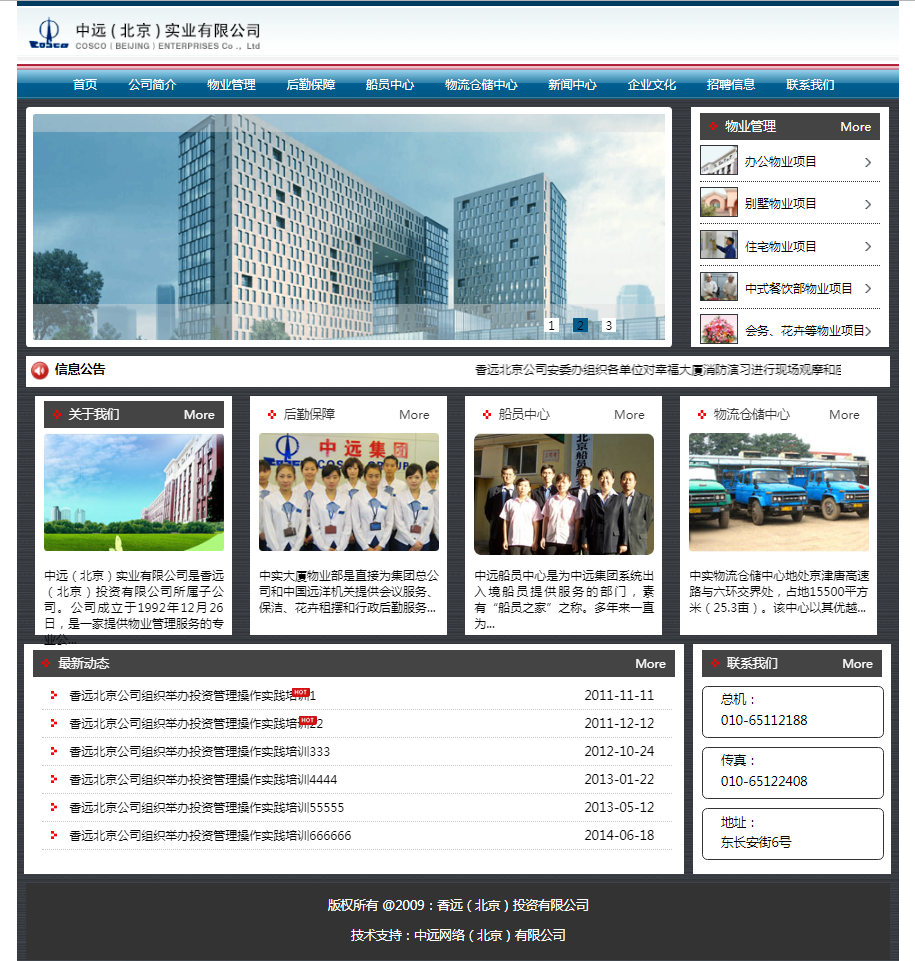 中远（北京）实业有限公司
COSCO（BEIJING）ENTERPRISES Co ., Ltd
Cosco
首页 公司简介 物业管理 后勤保障 船员中心 物流仓储中心 新闻中心 企业文化 招聘信息 联系我们
1 2 3
物业管理 More
办公物业项目
别墅物业项目
住宅物业项目
中式餐饮部物业项目
会务、花卉等物业项目
信息公告 香远北京公司安委办组织各单位对幸福大厦消防演习进行现场观摩和
关于我们 More
中远（北京）实业有限公司是香远
（北京）投资有限公司所属子公
司。公司成立于1992年12月26
日，是一家提供物业管理服务的专
业公...
后勤保障 More
中远集团
中实大厦物业部是直接为集团总公
司和中国远洋机关提供会议服务、
保洁、花卉租摆和行政后勤服务...
船员中心 More
北京船员
中远船员中心是为中远集团系统出
入境船员提供服务的部门，素
有“船员之家”之称。多年来一直
为...
物流仓储中心 More
中实物流仓储中心地处京津唐高速
路与六环交界处，占地15500平方
米（25.3亩）。该中心以其优越...
最新动态 More
香远北京公司组织举办投资管理操作实践培训1 HOT 2011-11-11
香远北京公司组织举办投资管理操作实践培训22 HOT 2011-12-12
香远北京公司组织举办投资管理操作实践培训333 2012-10-24
香远北京公司组织举办投资管理操作实践培训4444 2013-01-22
香远北京公司组织举办投资管理操作实践培训55555 2013-05-12
香远北京公司组织举办投资管理操作实践培训666666 2014-06-18
联系我们 More
总机：
010-65112188
传真：
010-65122408
地址：
东长安街6号
版权所有 @2009：香远（北京）投资有限公司
技术支持：中远网络（北京）有限公司